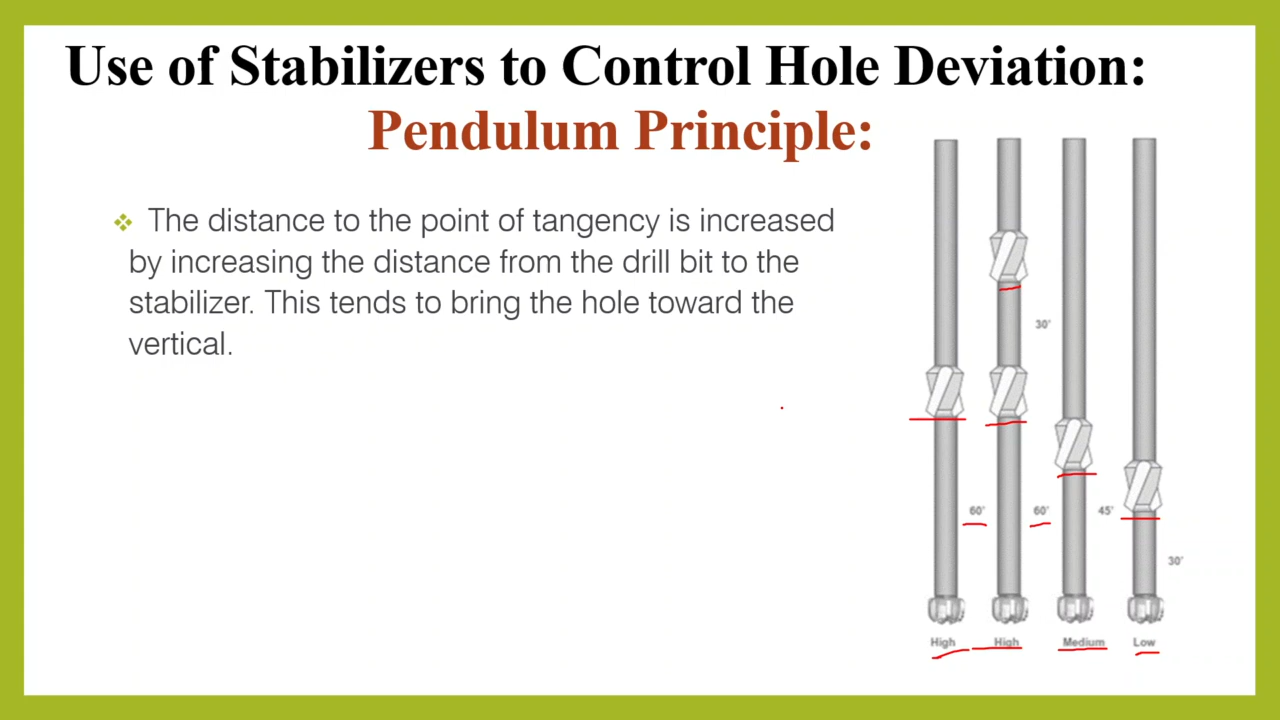 Use of Stabilizers to Control Hole Deviation:
Pendulum Principle:
The distance to the point of tangency is increased
by increasing the distance from the drill bit to the
stabilizer. This tends to bring the hole toward the
vertical.
30'
60'
60'
45'
30'
High
High
Medium
Low